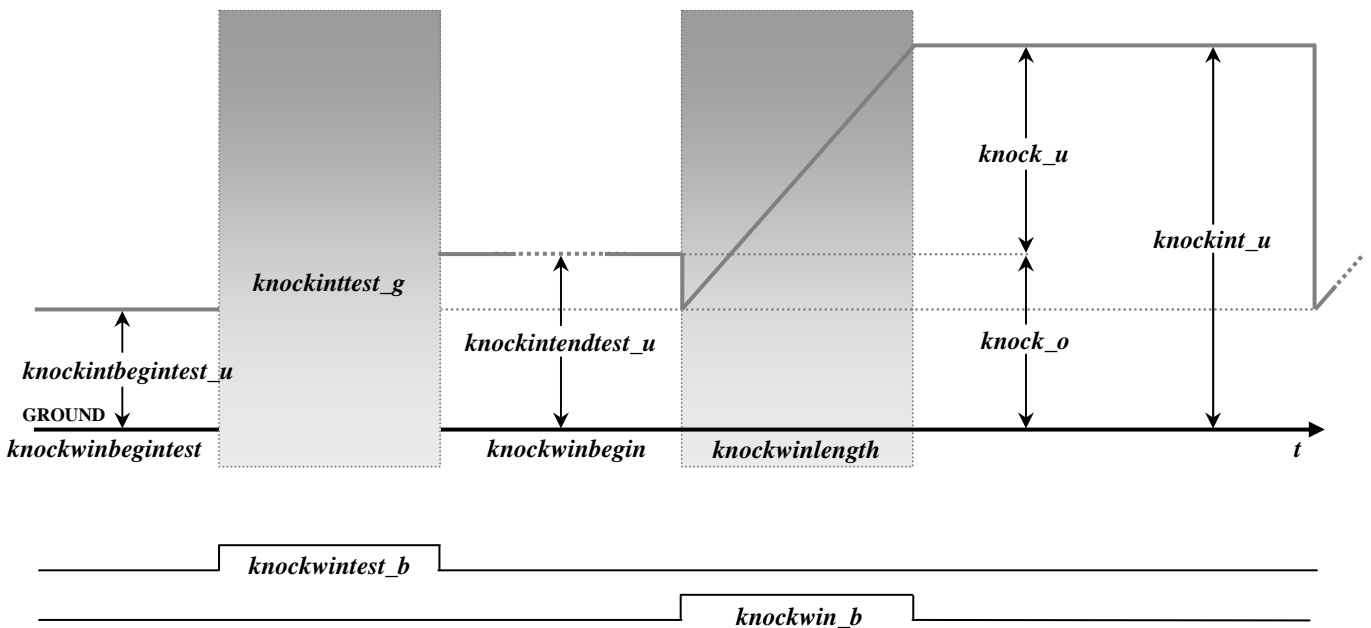 knock_u
knockint_u
knockinttest_g
knockintendtest_u
knock_o
knockintbegintest_u
GROUND
knockwinbegintest
knockwinbegin
knockwinlength
t
knockwintest_b
knockwin_b